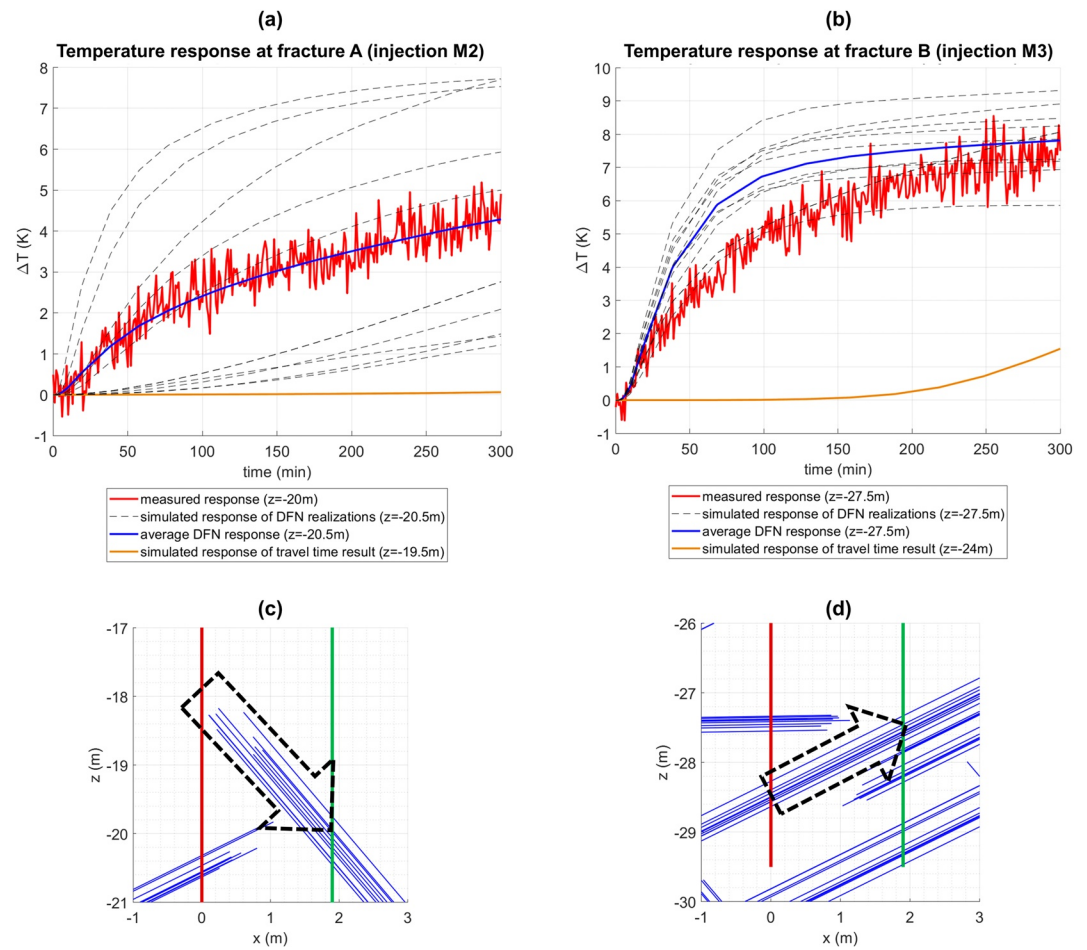 (a)
Temperature response at fracture A (injection M2)
8
7
6
5
4
3
2
1
0
-1
ΔT (K)
0 50 100 150 200 250 300
time (min)
measured response (z=-20m)
simulated response of DFN realizations (z=-20.5m)
average DFN response (z=-20.5m)
simulated response of travel time result (z=-19.5m)
(b)
Temperature response at fracture B (injection M3)
10
9
8
7
6
5
4
3
2
1
0
-1
ΔT (K)
0 50 100 150 200 250 300
time (min)
measured response (z=-27.5m)
simulated response of DFN realizations (z=-27.5m)
average DFN response (z=-27.5m)
simulated response of travel time result (z=-24m)
(c)
-17
-18
-19
-20
-21
z (m)
-1 0 1 2 3
x (m)
(d)
-26
-27
-28
-29
-30
z (m)
-1 0 1 2 3
x (m)